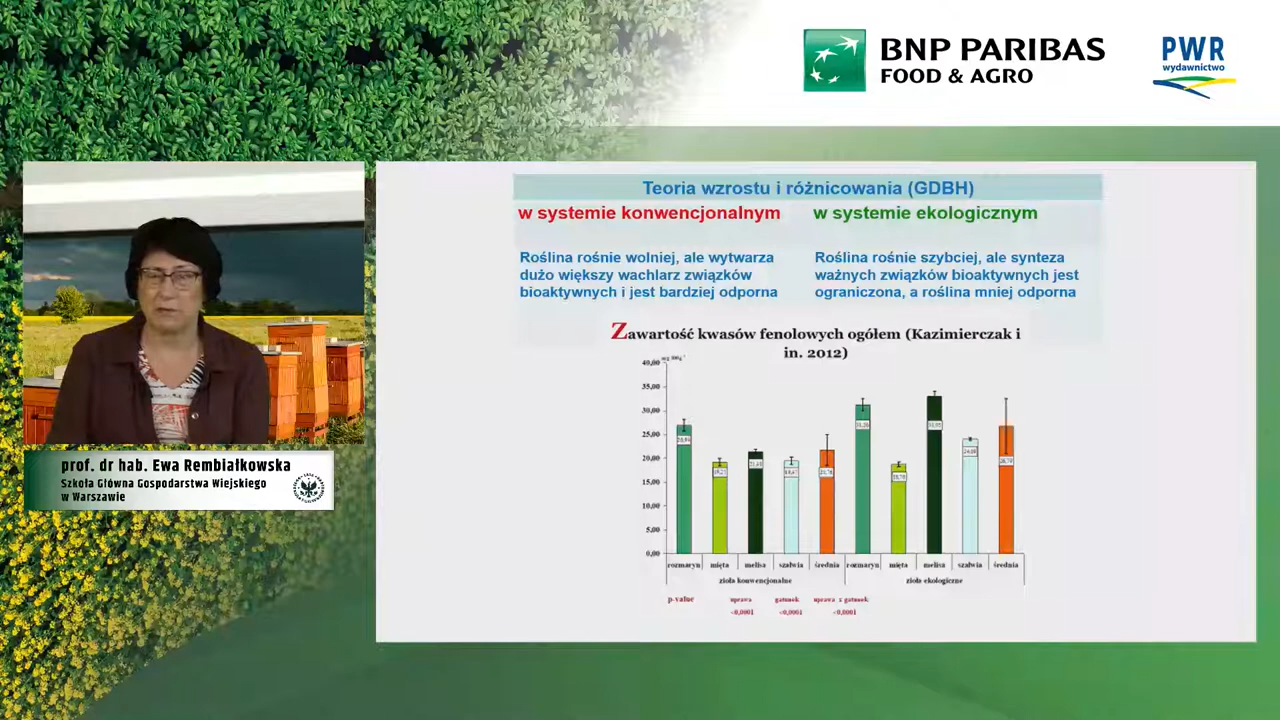 BNP PARIBAS
FOOD & AGRO
PWR
wydawnictwo
Teoria wzrostu i różnicowania (GDBH)
w systemie konwencjonalnym
w systemie ekologicznym
Roślina rośnie wolniej, ale wytwarza
dużo większy wachlarz związków
bioaktywnych i jest bardziej odporna
Roślina rośnie szybciej, ale synteza
ważnych związków bioaktywnych jest
ograniczona, a roślina mniej odporna
Zawartość kwasów fenolowych ogółem (Kazimierczak i
in. 2012)
40,00
35,00
30,00
25,00
20,00
15,00
10,00
5,00
0,00
rozmaryn mięta melisa szałwia średnia rozmaryn mięta melisa szałwia średnia
zioła konwencjonalne zioła ekologiczne
p-value uprawa gatunek uprawa x gatunek
<0,0001 <0,0001 <0,0001
prof. dr hab. Ewa Rembiałkowska
Szkoła Główna Gospodarstwa Wiejskiego
w Warszawie